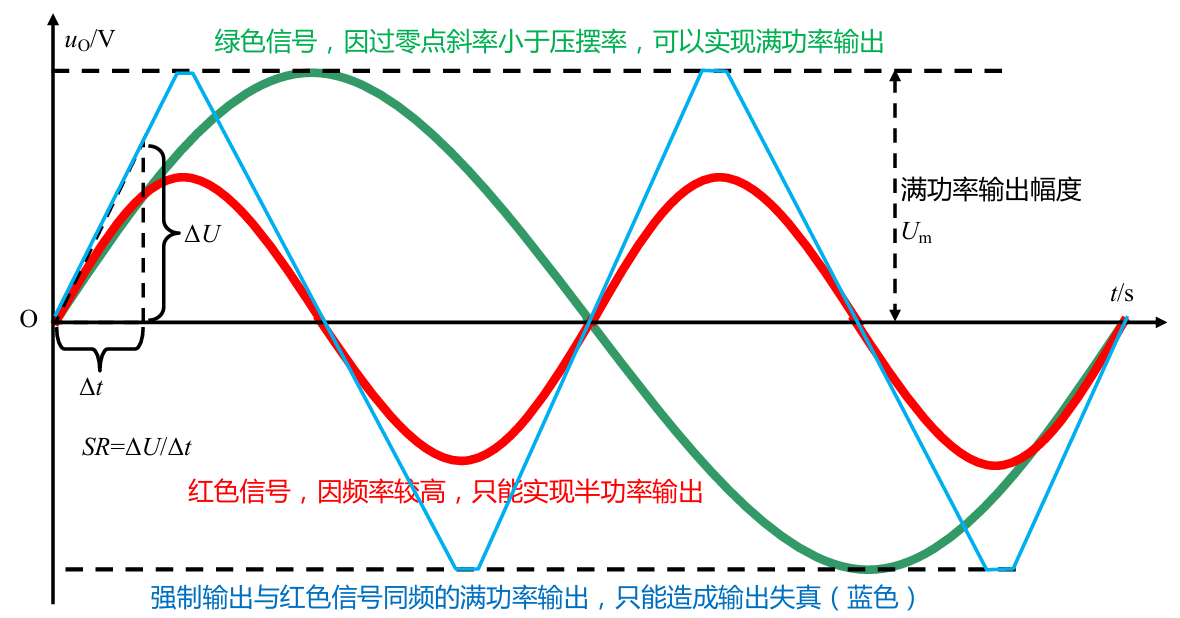 u_O/V
绿色信号，因过零点斜率小于压摆率，可以实现满功率输出
满功率输出幅度
U_m
ΔU
t/s
O
Δt
SR=ΔU/Δt
红色信号，因频率较高，只能实现半功率输出
强制输出与红色信号同频的满功率输出，只能造成输出失真（蓝色）